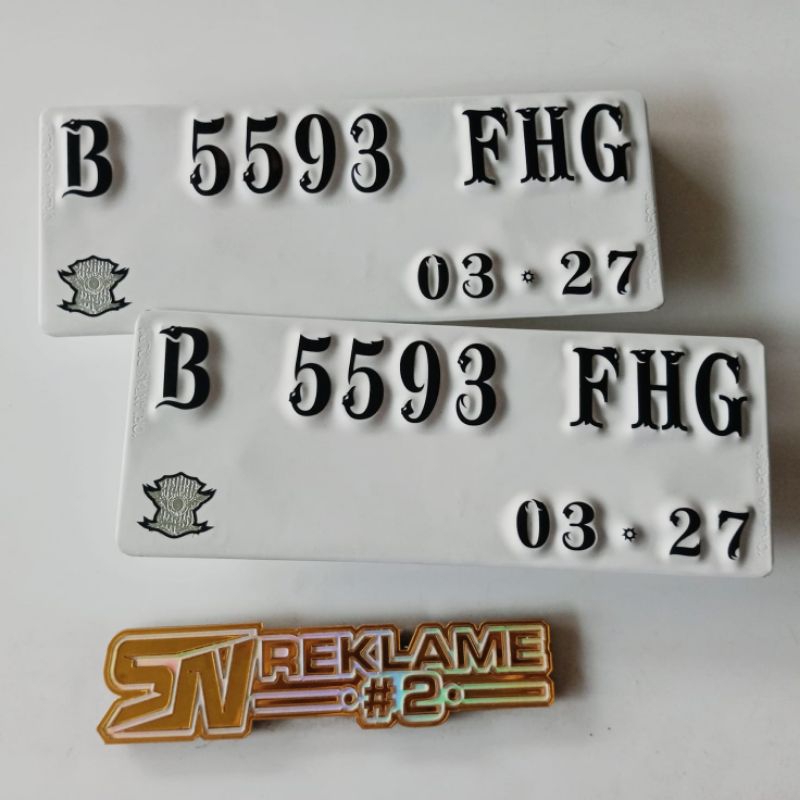 B 5593 FHG
03 · 27
B 5593 FHG
03 · 27
SN REKLAME
#2